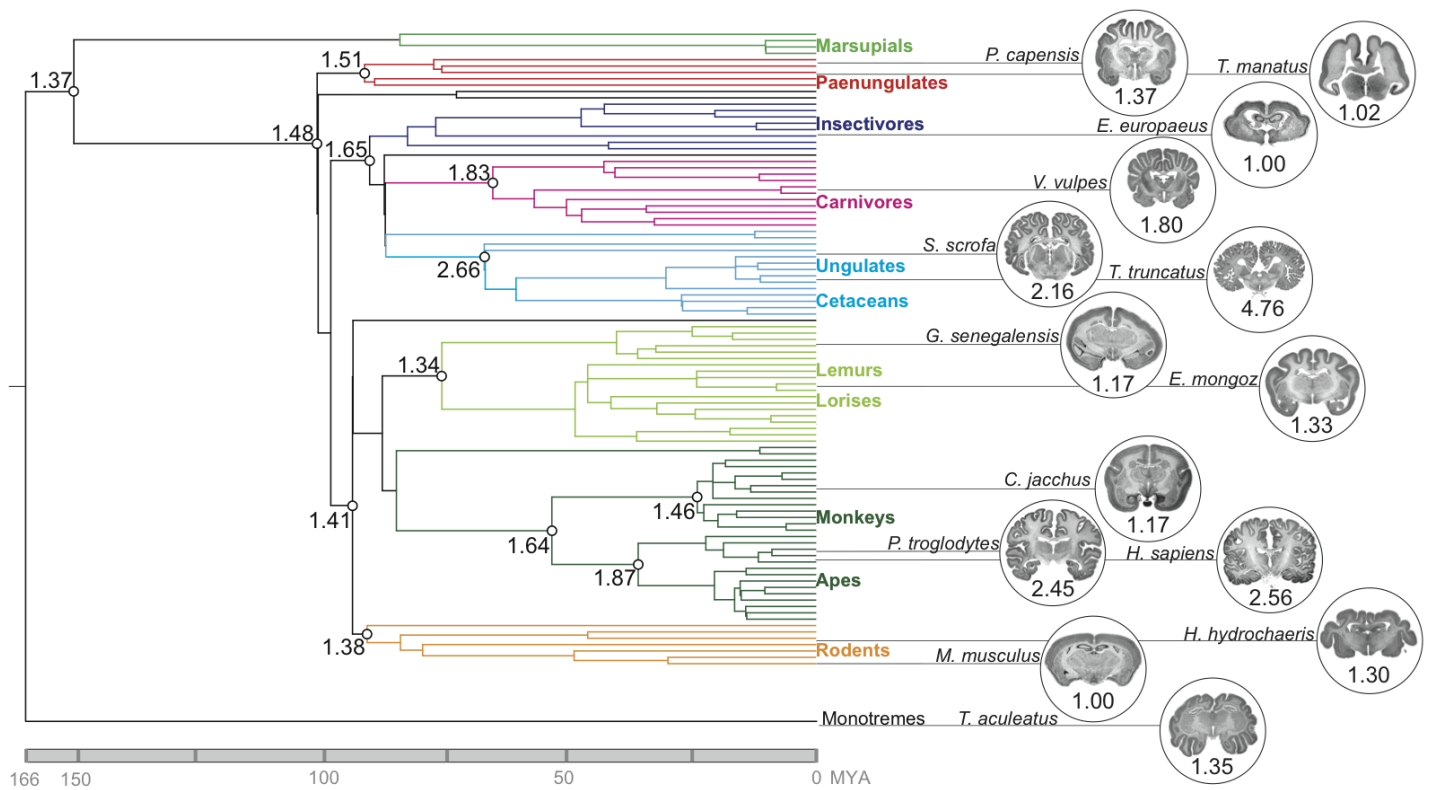 Marsupials
1.51
P. capensis
1.37
T. manatus
1.02
1.37
Paenungulates
1.48
Insectivores
E. europaeus
1.00
1.65
1.83
V. vulpes
1.80
Carnivores
S. scrofa
2.16
2.66
Ungulates
T. truncatus
4.76
Cetaceans
G. senegalensis
1.17
1.34
Lemurs
E. mongoz
1.33
Lorises
C. jacchus
1.17
1.41
1.46
Monkeys
1.64
P. troglodytes
2.45
H. sapiens
2.56
1.87
Apes
H. hydrochaeris
1.30
1.38
Rodents
M. musculus
1.00
Monotremes T. aculeatus
1.35
166 150 100 50 0 MYA